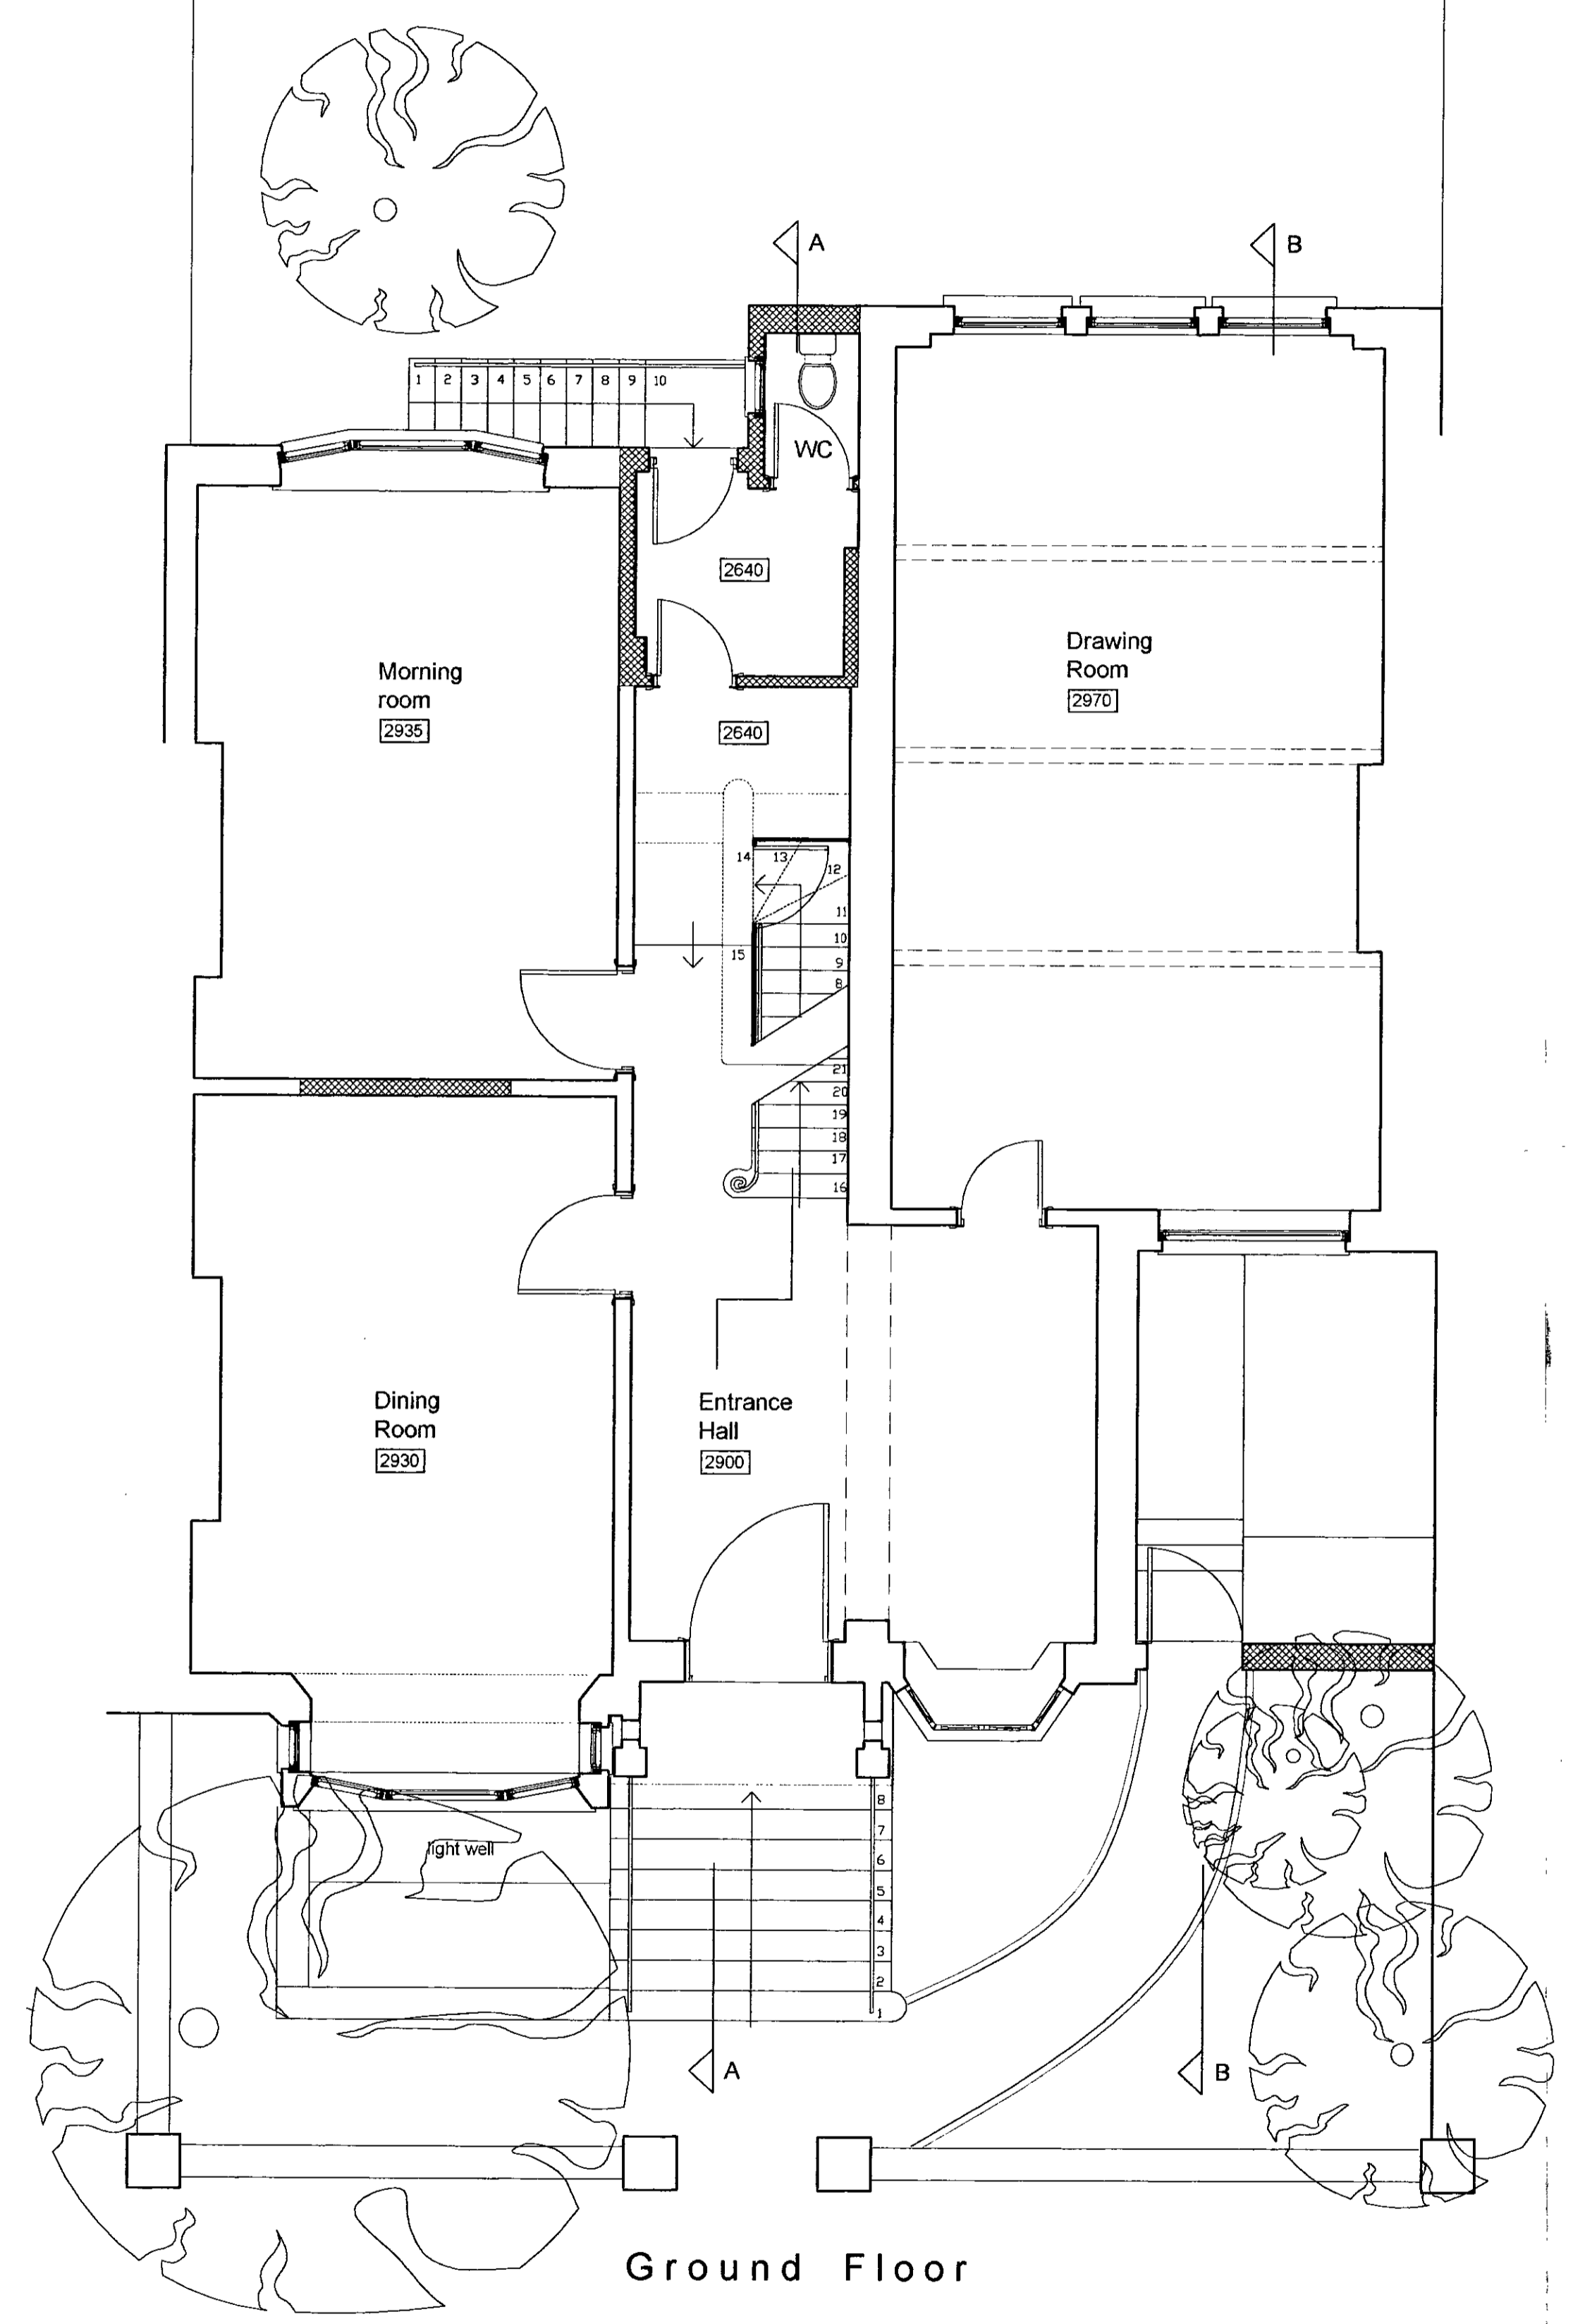 A
B
1 2 3 4 5 6 7 8 9 10
WC
2640
Drawing
Room
2970
Morning
room
2935
2640
14 13 12
11
10
15
9
8
21
20
19
18
17
16
Dining
Room
2930
Entrance
Hall
2900
8
7
light well
6
5
4
3
2
1
A
B
Ground Floor